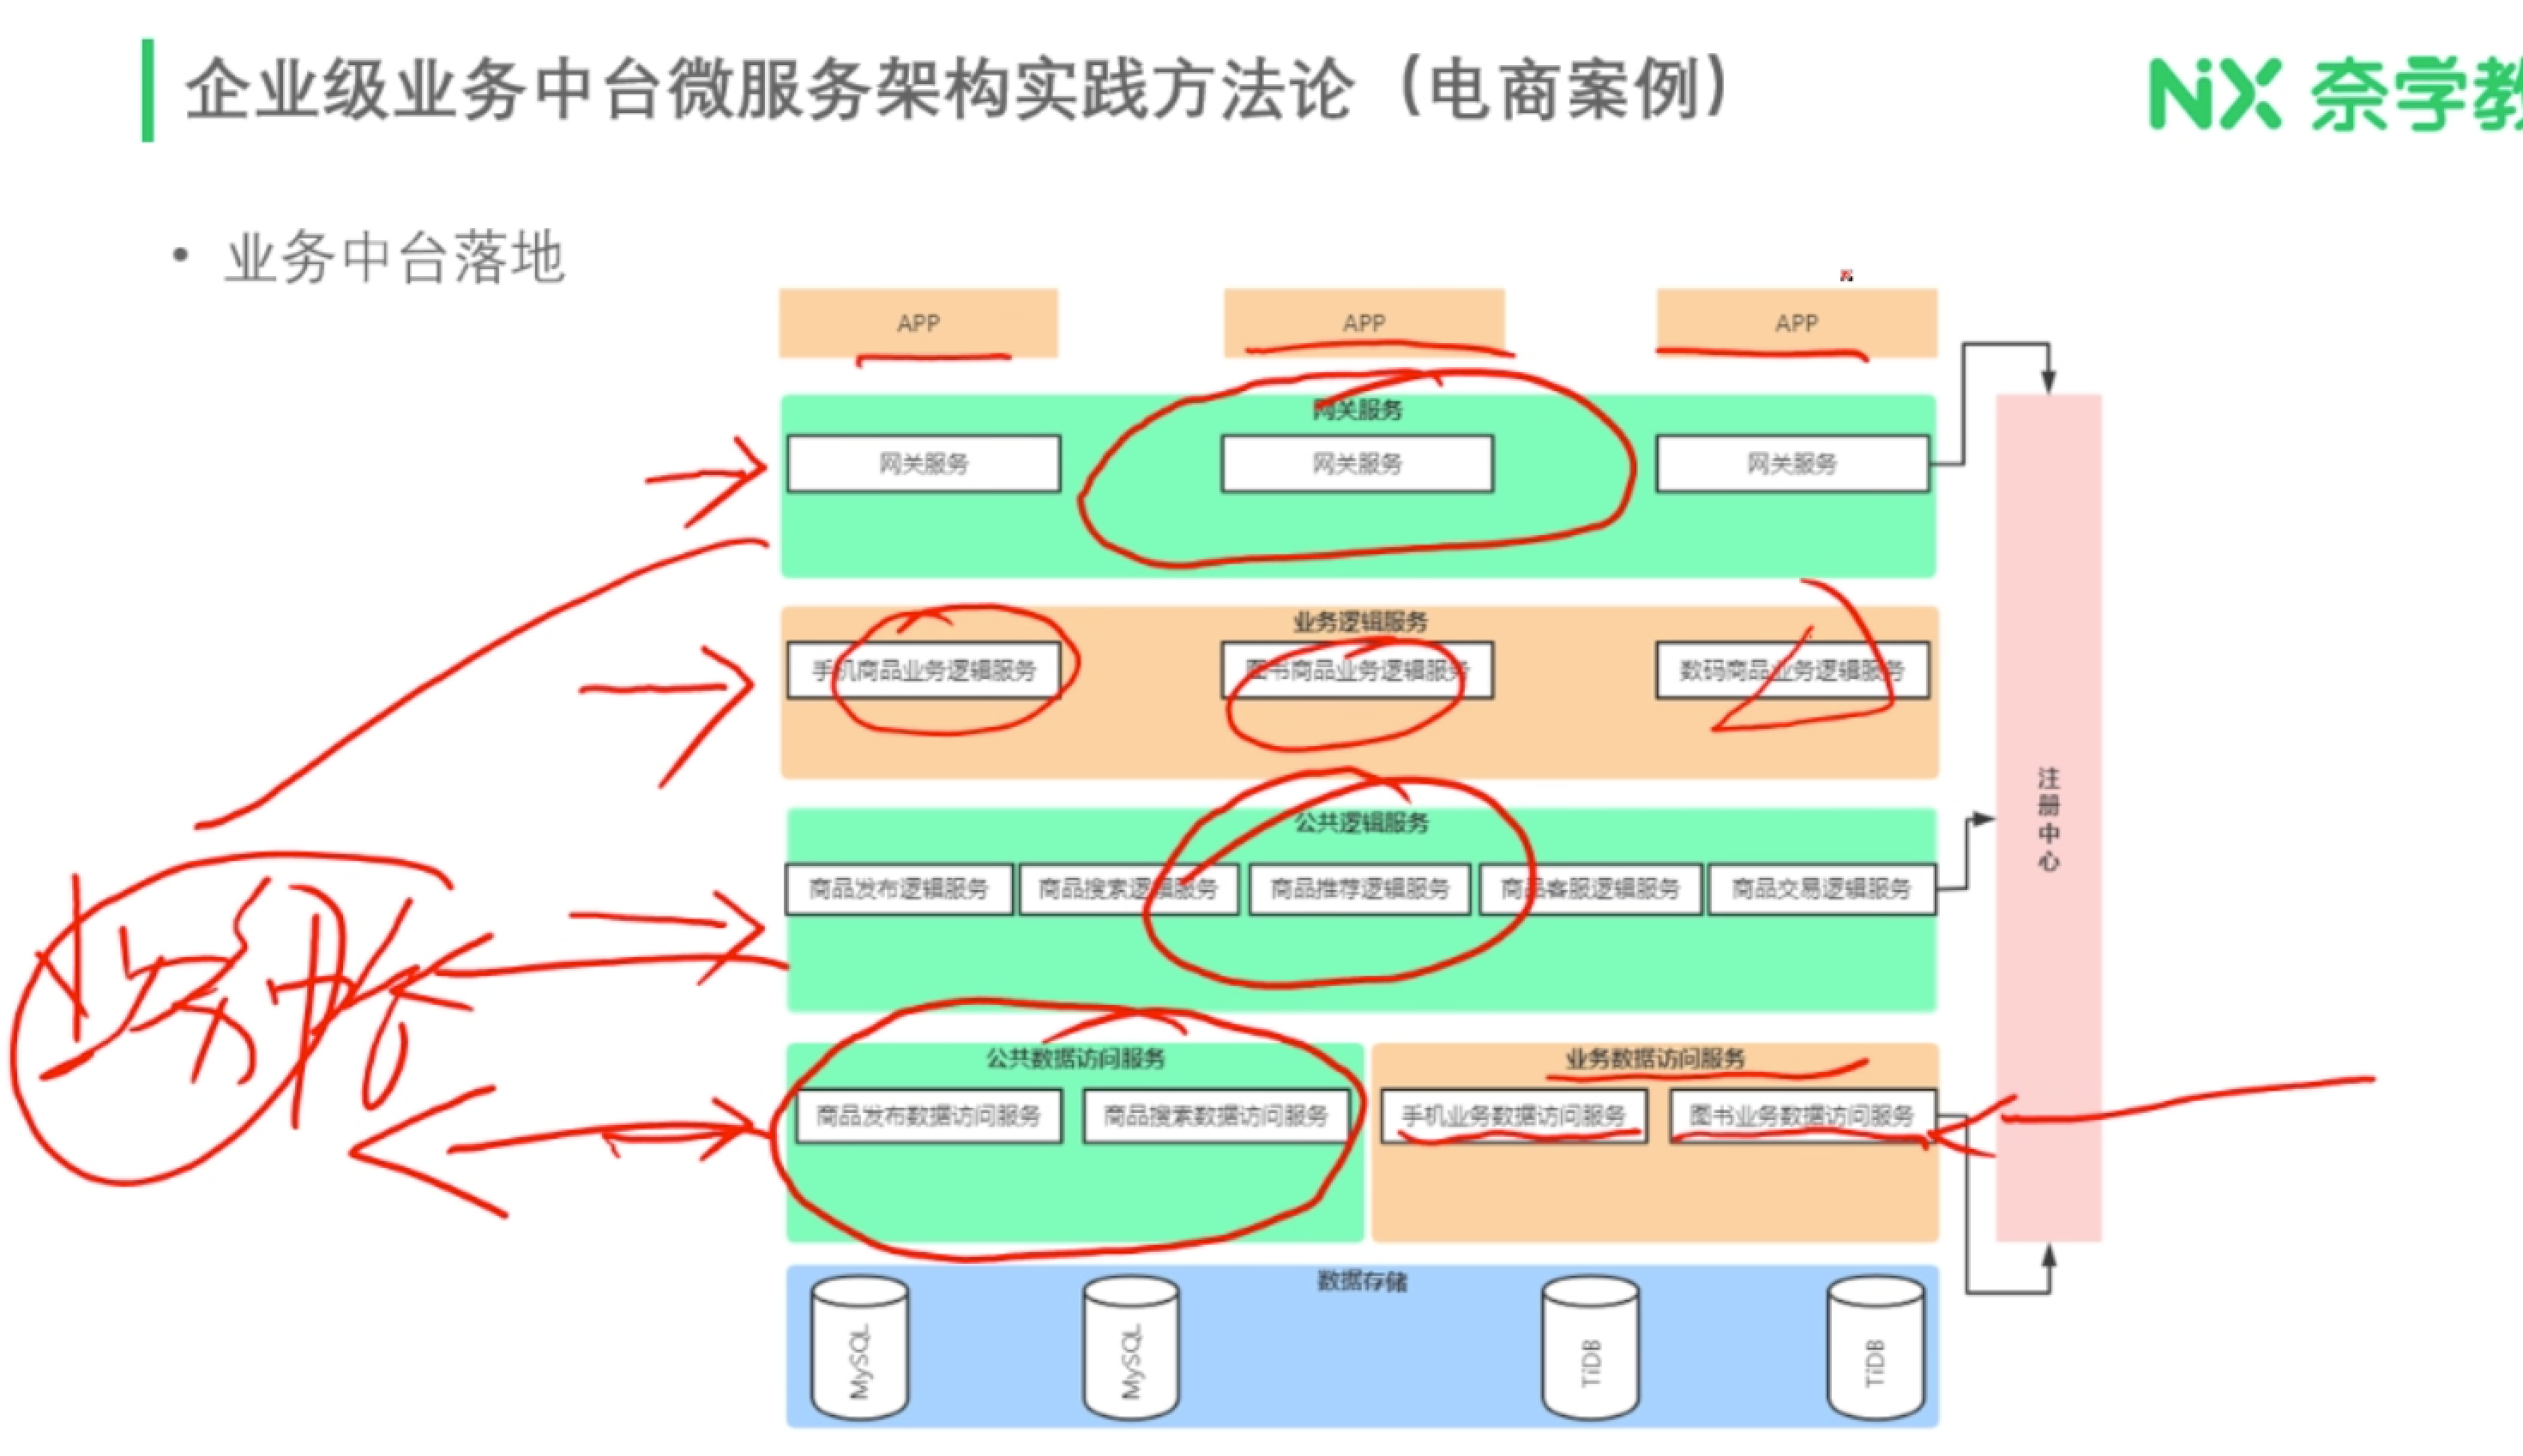 企业级业务中台微服务架构实践方法论（电商案例）
NX 奈学教
• 业务中台落地
APP APP APP
网关服务
网关服务 网关服务 网关服务
业务逻辑服务
手机商品业务逻辑服务 图书商品业务逻辑服务 数码商品业务逻辑服务
公共逻辑服务
商品发布逻辑服务 商品搜索逻辑服务 商品推荐逻辑服务 商品客服逻辑服务 商品交易逻辑服务
注册中心
公共数据访问服务 业务数据访问服务
商品发布数据访问服务 商品搜索数据访问服务 手机业务数据访问服务 图书业务数据访问服务
数据存储
MySQL MySQL TiDB TiDB